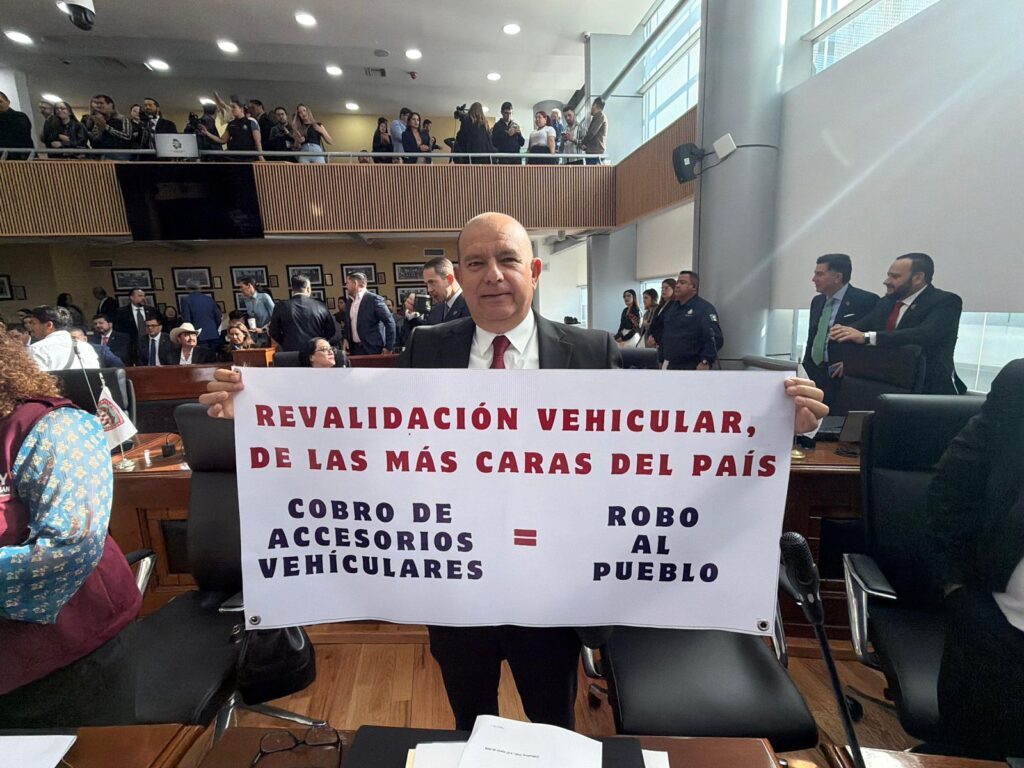 REVALIDACIÓN VEHICULAR,
DE LAS MÁS CARAS DEL PAÍS
COBRO DE
ACCESORIOS
VEHÍCULARES
=
ROBO
AL
PUEBLO